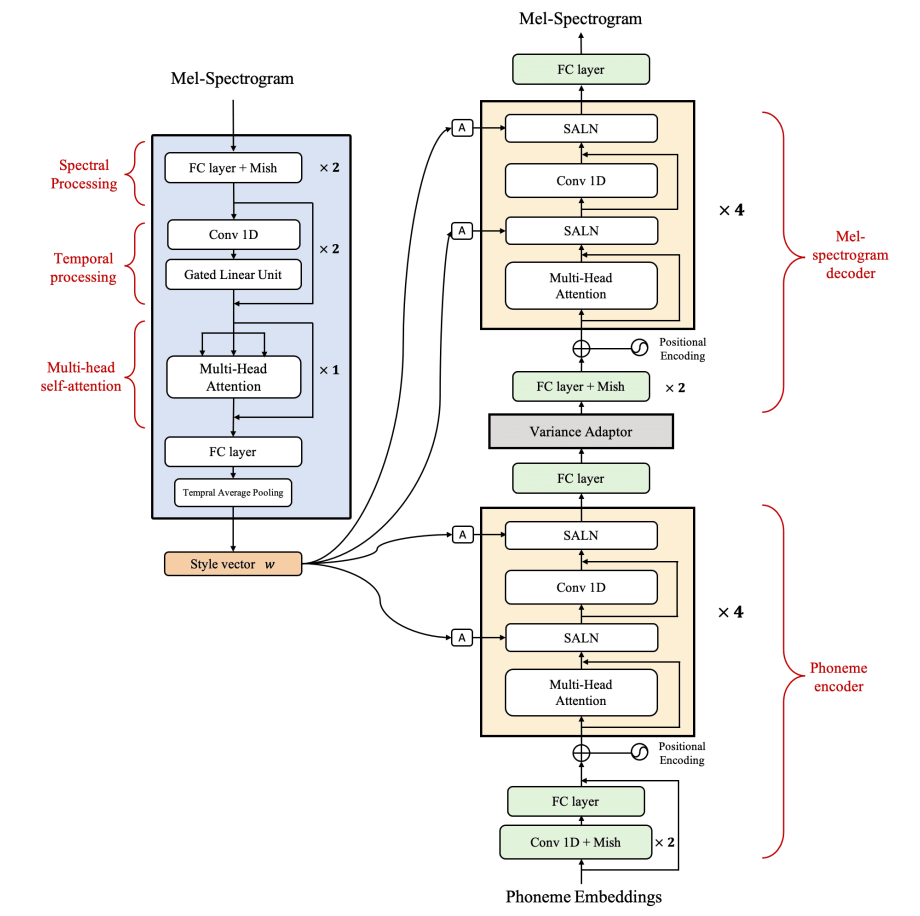 Mel-Spectrogram
Spectral
Processing
FC layer + Mish
× 2
Temporal
processing
Conv 1D
Gated Linear Unit
× 2
Multi-head
self-attention
Multi-Head
Attention
× 1
FC layer
Tempral Average Pooling
Style vector w
Mel-Spectrogram
FC layer
A
SALN
Conv 1D
A
SALN
Multi-Head
Attention
× 4
Mel-
spectrogram
decoder
Positional
Encoding
FC layer + Mish
× 2
Variance Adaptor
FC layer
A
SALN
Conv 1D
A
SALN
Multi-Head
Attention
× 4
Phoneme
encoder
Positional
Encoding
FC layer
Conv 1D + Mish
× 2
Phoneme Embeddings